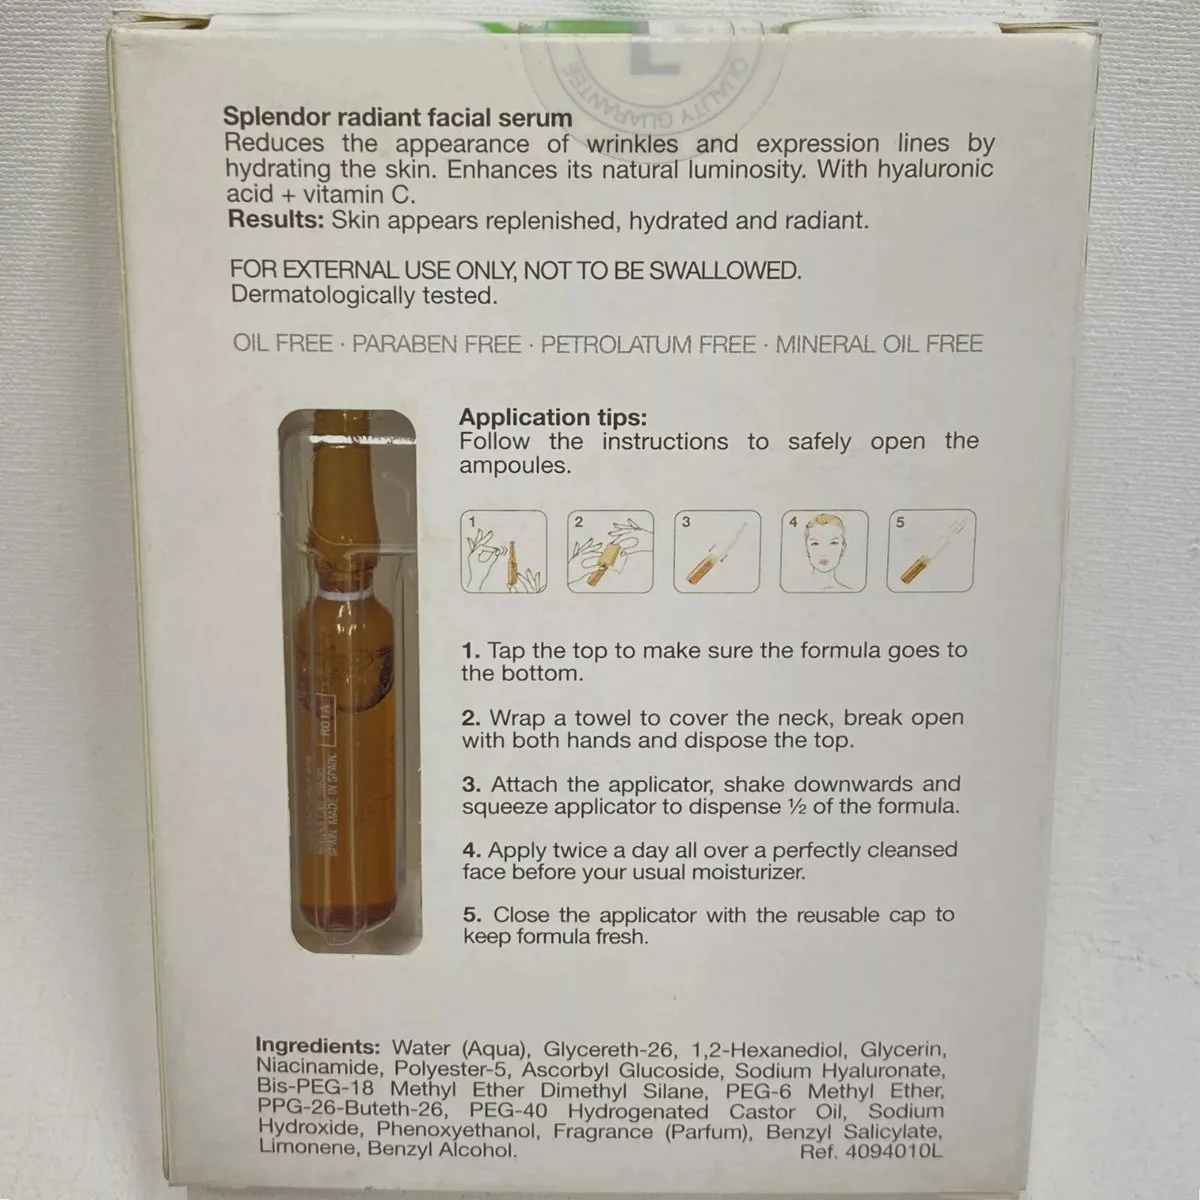 QUALITY GUARANTEE
L
Splendor radiant facial serum
Reduces the appearance of wrinkles and expression lines by
hydrating the skin. Enhances its natural luminosity. With hyaluronic
acid + vitamin C.
Results: Skin appears replenished, hydrated and radiant.
FOR EXTERNAL USE ONLY, NOT TO BE SWALLOWED.
Dermatologically tested.
OIL FREE · PARABEN FREE · PETROLATUM FREE · MINERAL OIL FREE
Application tips:
Follow the instructions to safely open the
ampoules.
1 2 3 4 5
1. Tap the top to make sure the formula goes to
the bottom.
2. Wrap a towel to cover the neck, break open
with both hands and dispose the top.
3. Attach the applicator, shake downwards and
squeeze applicator to dispense ½ of the formula.
4. Apply twice a day all over a perfectly cleansed
face before your usual moisturizer.
5. Close the applicator with the reusable cap to
keep formula fresh.
SPAIN. MADE IN SPAIN.
Ingredients: Water (Aqua), Glycereth-26, 1,2-Hexanediol, Glycerin,
Niacinamide, Polyester-5, Ascorbyl Glucoside, Sodium Hyaluronate,
Bis-PEG-18 Methyl Ether Dimethyl Silane, PEG-6 Methyl Ether,
PPG-26-Buteth-26, PEG-40 Hydrogenated Castor Oil, Sodium
Hydroxide, Phenoxyethanol, Fragrance (Parfum), Benzyl Salicylate,
Limonene, Benzyl Alcohol.
Ref. 4094010L